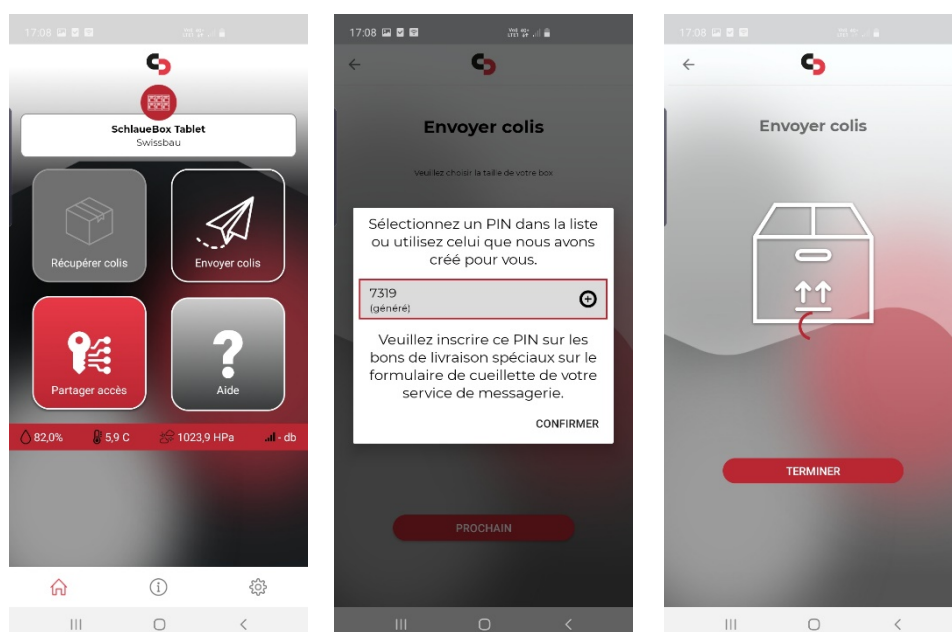 17:08
SchlaueBox Tablet
Swissbau
Récupérer colis
Envoyer colis
Partager accès
?
Aide
82,0%
5,9 C
1023,9 HPa
- db
17:08
Envoyer colis
Veuillez choisir la taille de votre box
Sélectionnez un PIN dans la liste
ou utilisez celui que nous avons
créé pour vous.
7319
(généré)
Veuillez inscrire ce PIN sur les
bons de livraison spéciaux sur le
formulaire de cueillette de votre
service de messagerie.
CONFIRMER
PROCHAIN
17:08
Envoyer colis
TERMINER